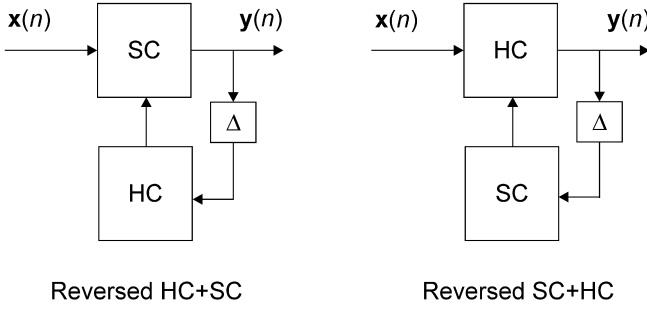 x(n) y(n) x(n) y(n)
SC HC
Δ Δ
HC SC
Reversed HC+SC Reversed SC+HC